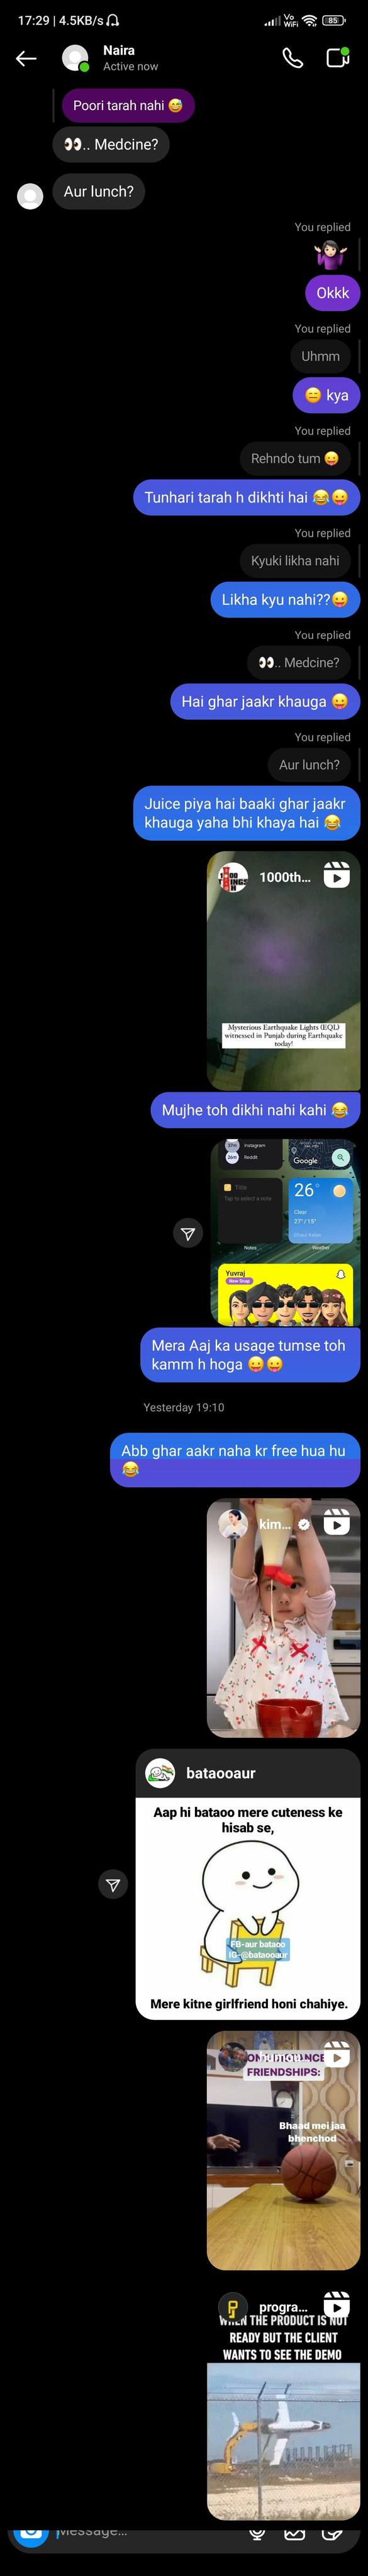 17:29 | 4.5KB/s
Vo
WiFi
85
Naira
Active now
Poori tarah nahi 😅
👀.. Medcine?
Aur lunch?
You replied
🤷🏻‍♀️
Okkk
You replied
Uhmm
😑 kya
You replied
Rehndo tum 😛
Tunhari tarah h dikhti hai 😂😛
You replied
Kyuki likha nahi
Likha kyu nahi??😛
You replied
👀.. Medcine?
Hai ghar jaakr khauga 😛
You replied
Aur lunch?
Juice piya hai baaki ghar jaakr
khauga yaha bhi khaya hai 😂
1000th...
Mysterious Earthquake Lights (EQL)
witnessed in Punjab during Earthquake
today!
Mujhe toh dikhi nahi kahi 😂
37m Instagram
26m Reddit
Google
Title
Tap to select a note
26°
Clear
27° / 15°
Notes
Weather
Yuvraj
New Snap
Mera Aaj ka usage tumse toh
kamm h hoga 😛😛
Yesterday 19:10
Abb ghar aakr naha kr free hua hu
😂
kim...
bataooaur
Aap hi bataoo mere cuteness ke
hisab se,
FB-aur bataoo
IG-@bataooaur
Mere kitne girlfriend honi chahiye.
FRIENDSHIPS:
Bhaad mei jaa
bhenchod
progra...
WHEN THE PRODUCT IS NOT
READY BUT THE CLIENT
WANTS TO SEE THE DEMO
Message...